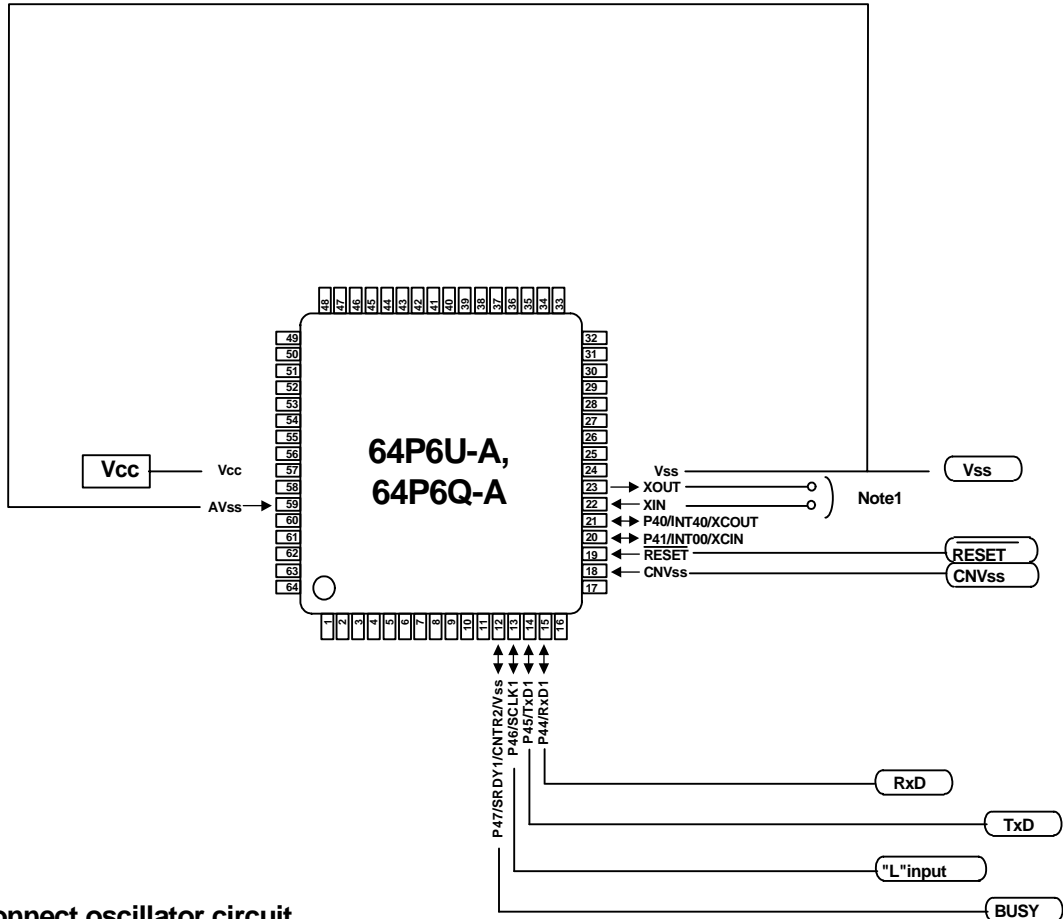 48 47 46 45 44 43 42 41 40 39 38 37 36 35 34 33
49
50
51
52
53
54
55
56
57
58
59
60
61
62
63
64
32
31
30
29
28
27
26
25
24
23
22
21
20
19
18
17
64P6U-A,
64P6Q-A
Vcc
Vcc
AVss
Vss
Vss
XOUT
XIN
Note1
P40/INT40/XCOUT
P41/INT00/XCIN
RESET
RESET
CNVss
CNVss
1 2 3 4 5 6 7 8 9 10 11 12 13 14 15 16
P47/SRDY1/CNTR2/Vss
P46/SCLK1
P45/TxD1
P44/RxD1
RxD
TxD
"L"input
BUSY
onnect oscillator circuit